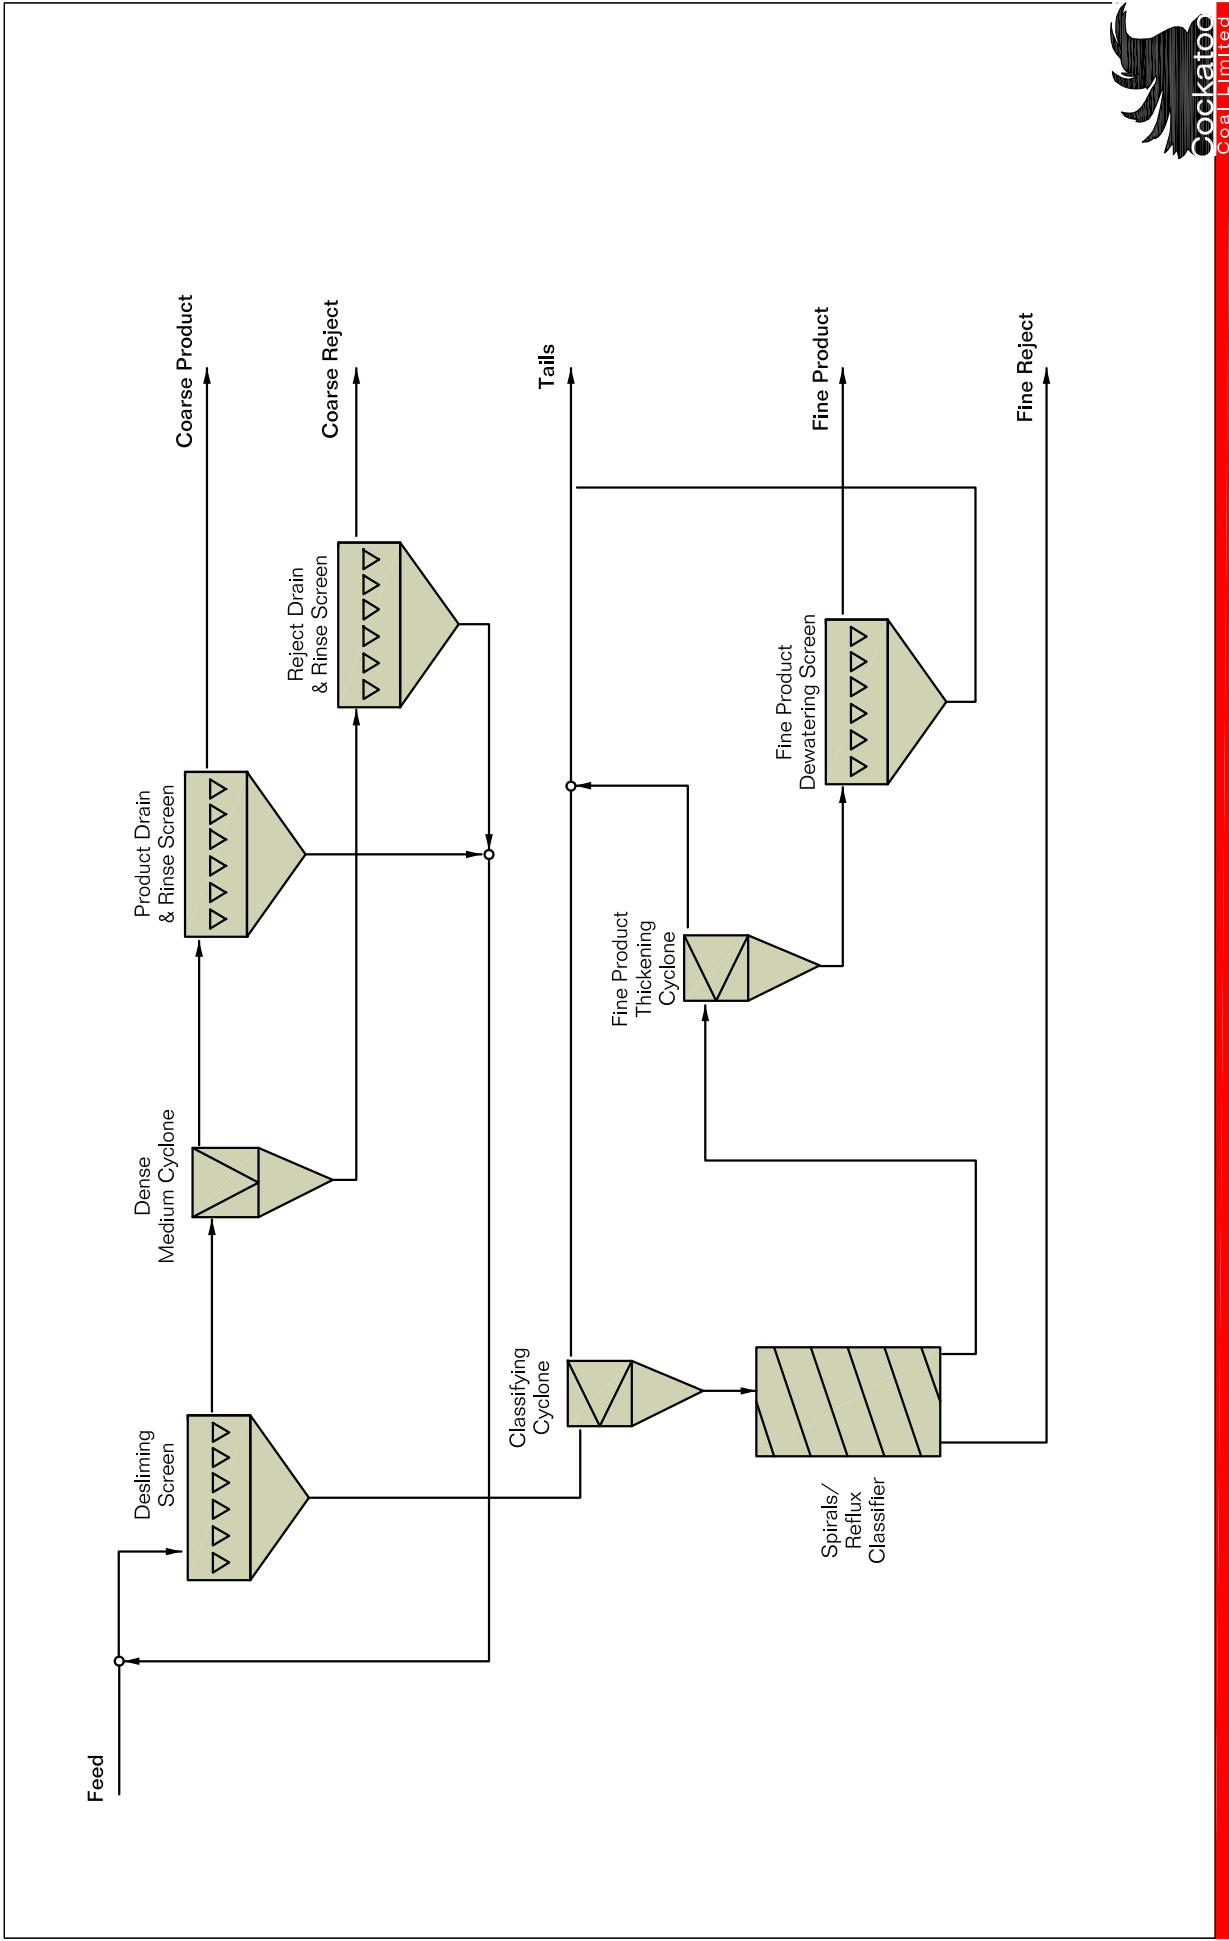 Feed
Desliming
Screen
Dense
Medium Cyclone
Product Drain
& Rinse Screen
Coarse Product
Reject Drain
& Rinse Screen
Coarse Reject
Classifying
Cyclone
Tails
Fine Product
Thickening
Cyclone
Fine Product
Dewatering Screen
Fine Product
Spirals/
Reflux
Classifier
Fine Reject
Cockatoo
Coal Limited